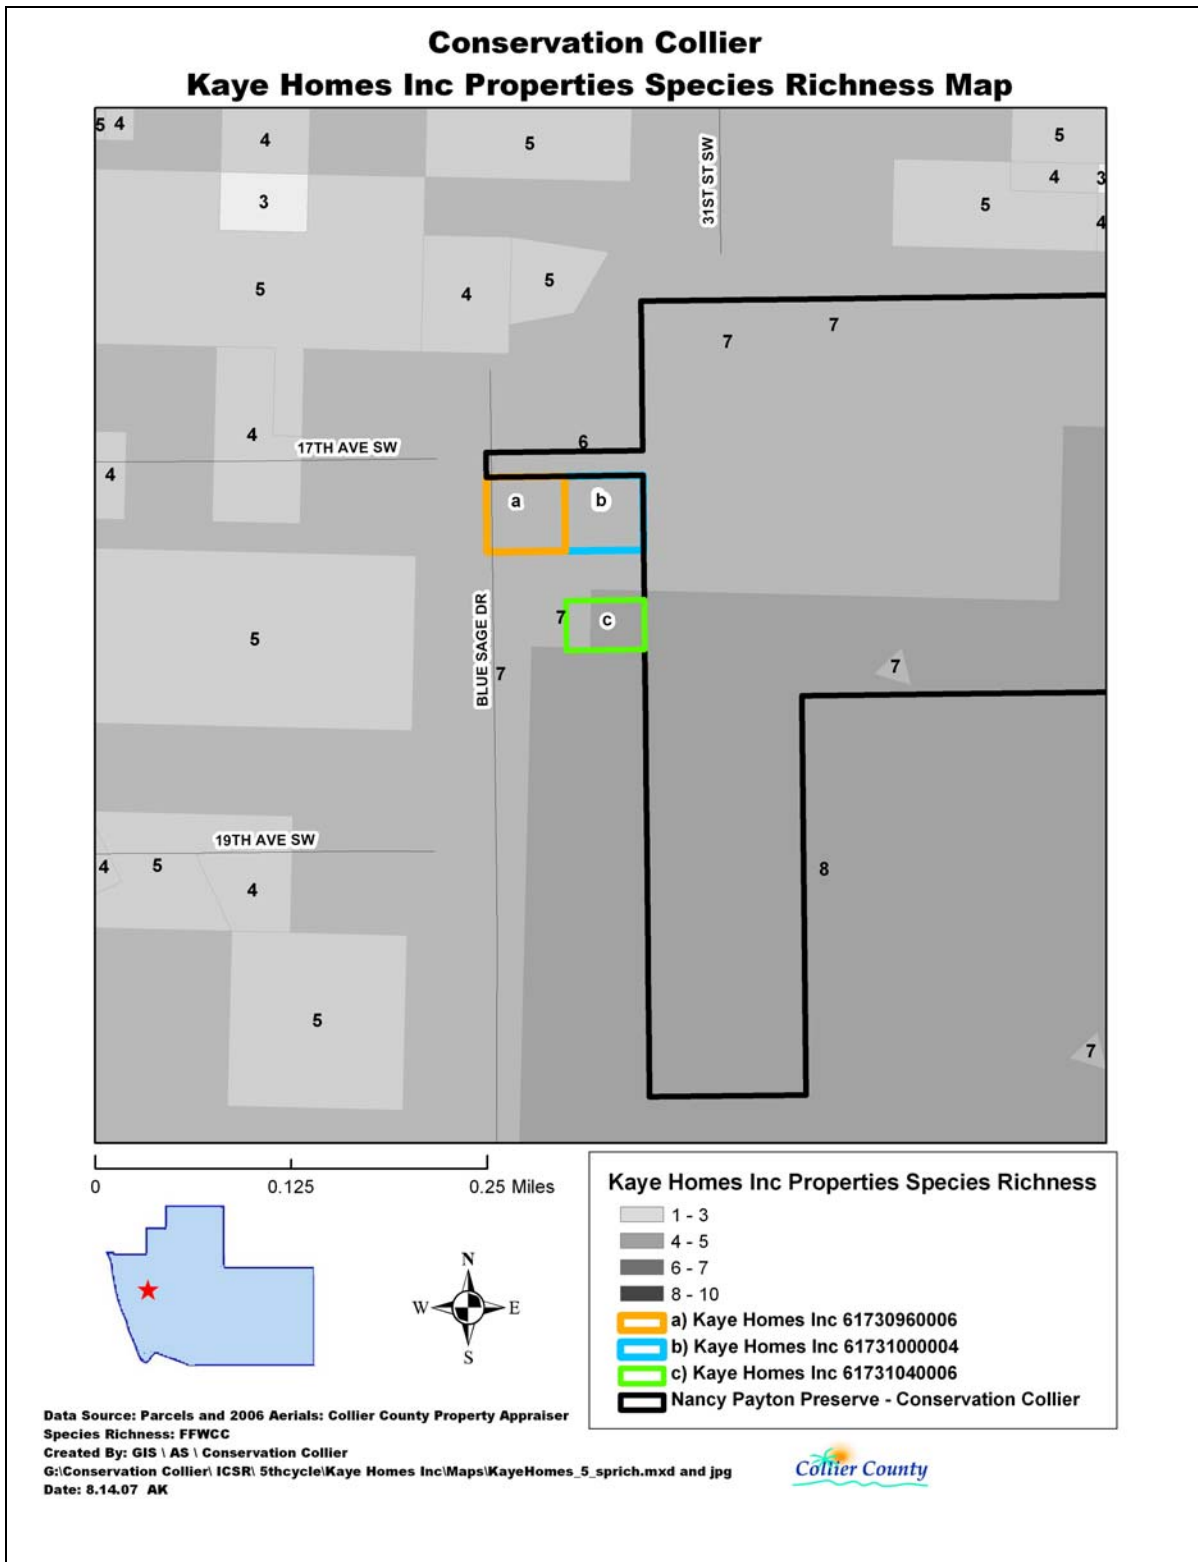 Conservation Collier
Kaye Homes Inc Properties Species Richness Map
5 4
4
5
31ST ST SW
5
4
3
3
5
4
5
4
5
7
7
4
6
17TH AVE SW
4
a
b
5
BLUE SAGE DR
7
c
7
7
19TH AVE SW
4
5
4
8
5
7
0
0.125
0.25 Miles
Kaye Homes Inc Properties Species Richness
1 - 3
4 - 5
6 - 7
8 - 10
a) Kaye Homes Inc 61730960006
b) Kaye Homes Inc 61731000004
c) Kaye Homes Inc 61731040006
Nancy Payton Preserve - Conservation Collier
N
W
E
S
Data Source: Parcels and 2006 Aerials: Collier County Property Appraiser
Species Richness: FFWCC
Created By: GIS \ AS \ Conservation Collier
G:\Conservation Collier\ ICSR\ 5thcycle\Kaye Homes Inc\Maps\KayeHomes_5_sprich.mxd and jpg
Date: 8.14.07 AK
Collier County